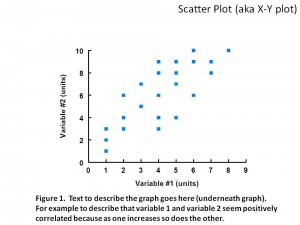 Scatter Plot (aka X-Y plot)
10
8
6
4
2
0
0 1 2 3 4 5 6 7 8 9
Variable #2 (units)
Variable #1 (units)
Figure 1.  Text to describe the graph goes here (underneath graph).
For example to describe that variable 1 and variable 2 seem positively
correlated because as one increases so does the other.